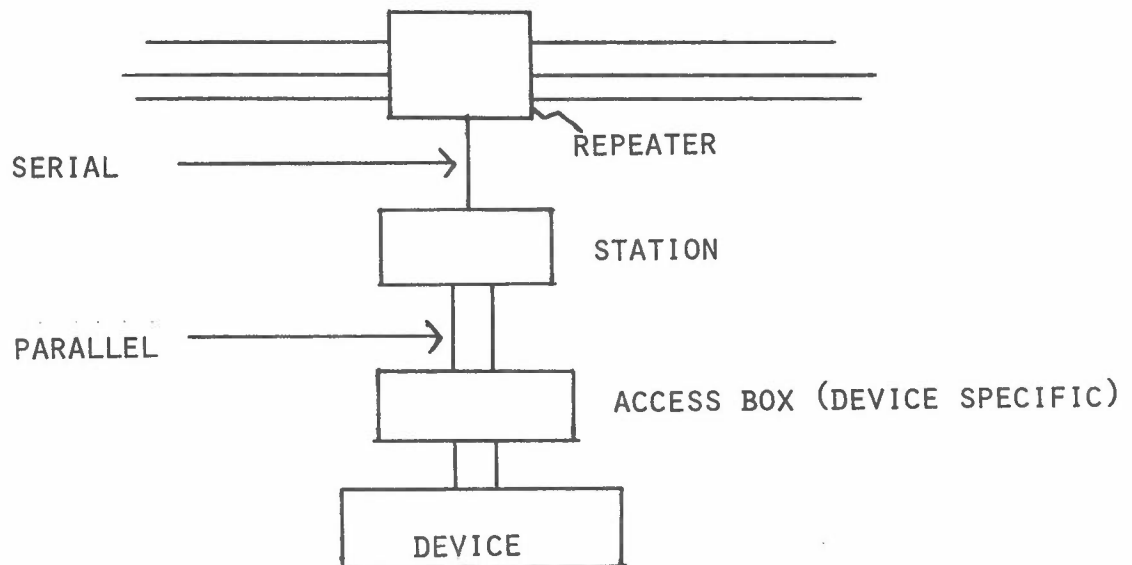 REPEATER
SERIAL
STATION
PARALLEL
ACCESS BOX (DEVICE SPECIFIC)
DEVICE